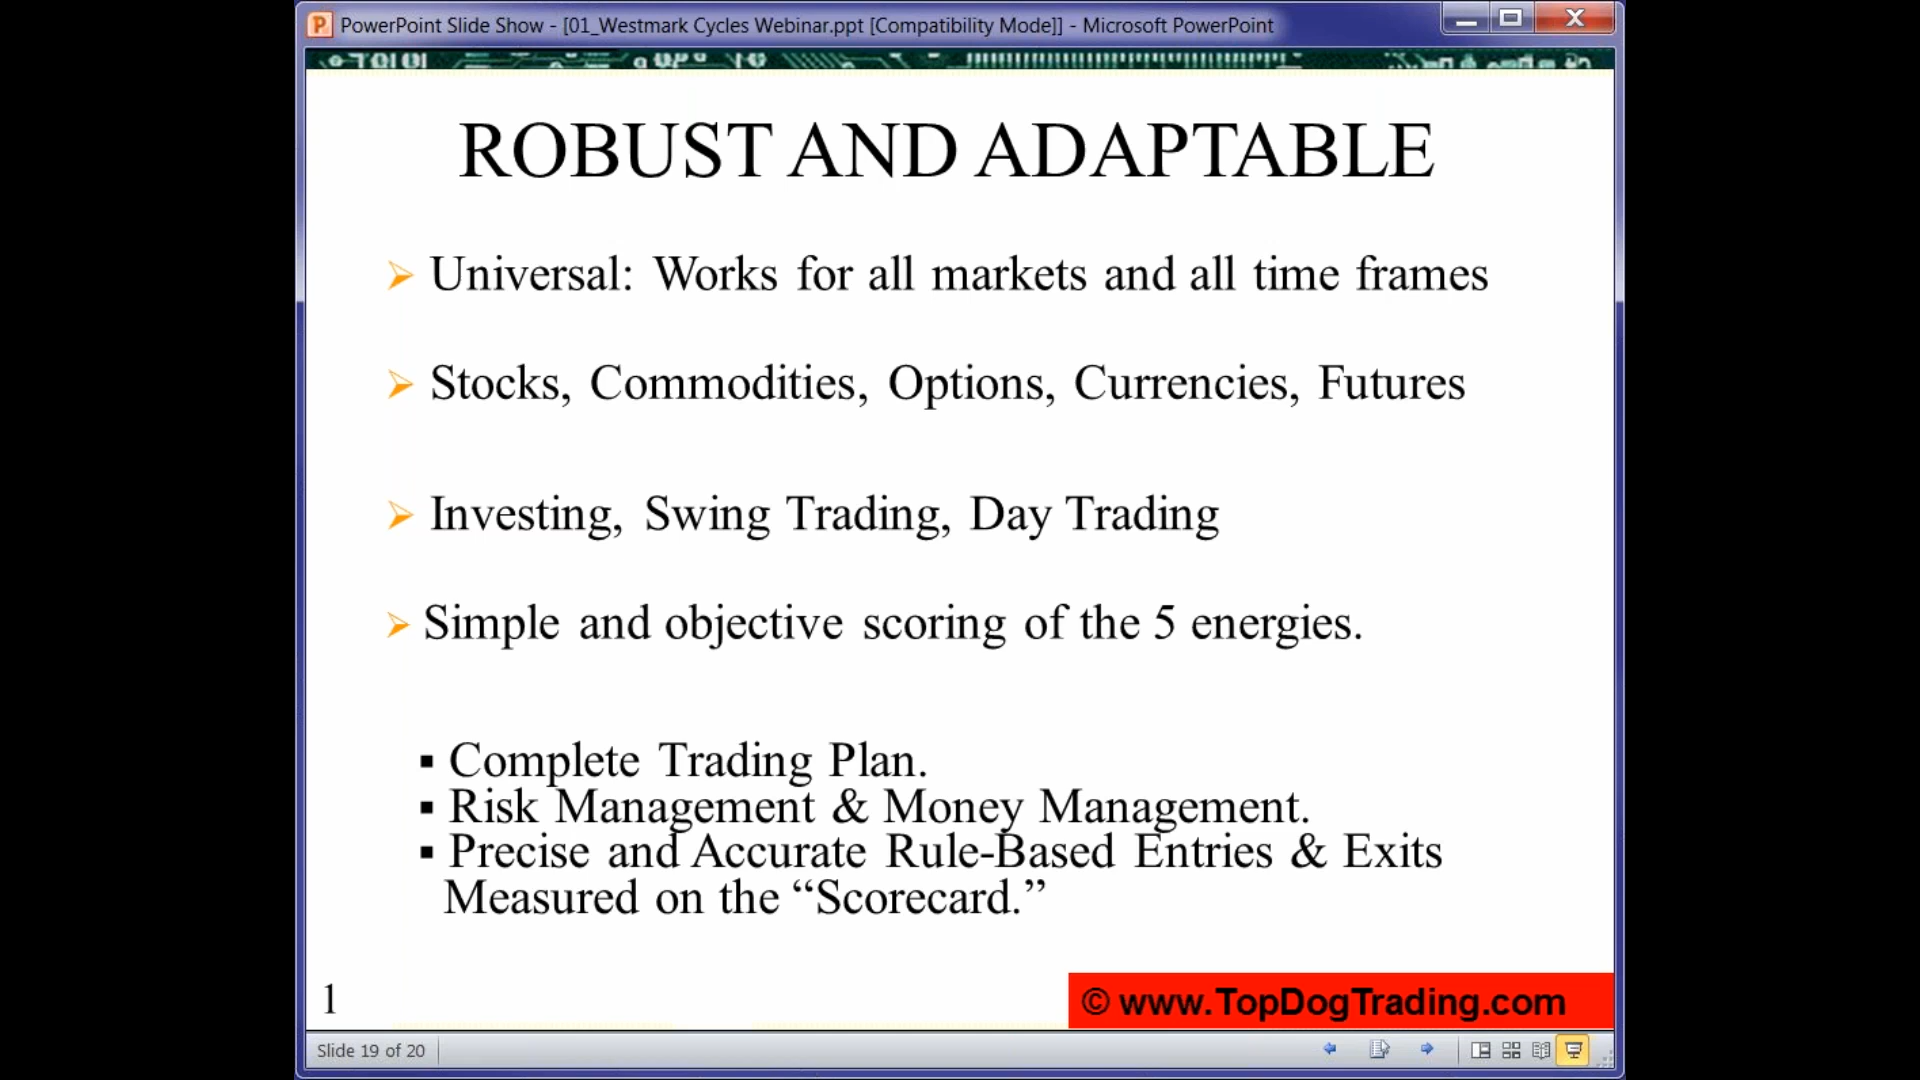 PowerPoint Slide Show - [01_Westmark Cycles Webinar.ppt [Compatibility Mode]] - Microsoft PowerPoint
ROBUST AND ADAPTABLE
Universal: Works for all markets and all time frames
Stocks, Commodities, Options, Currencies, Futures
Investing, Swing Trading, Day Trading
Simple and objective scoring of the 5 energies.
Complete Trading Plan.
Risk Management & Money Management.
Precise and Accurate Rule-Based Entries & Exits
Measured on the “Scorecard.”
1
© www.TopDogTrading.com
Slide 19 of 20